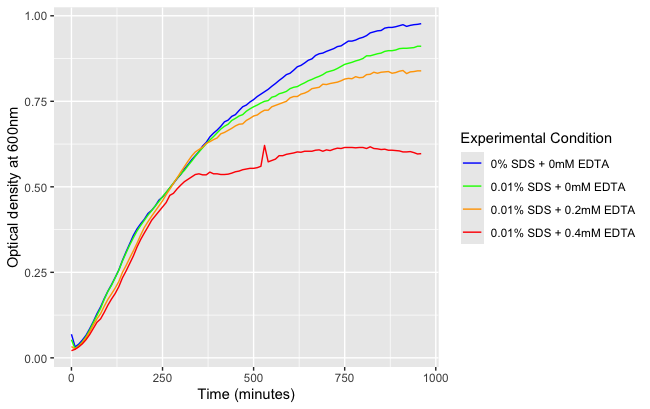 1.00
0.75
0.50
0.25
0.00
Optical density at 600nm
0
250
500
750
1000
Time (minutes)
Experimental Condition
0% SDS + 0mM EDTA
0.01% SDS + 0mM EDTA
0.01% SDS + 0.2mM EDTA
0.01% SDS + 0.4mM EDTA